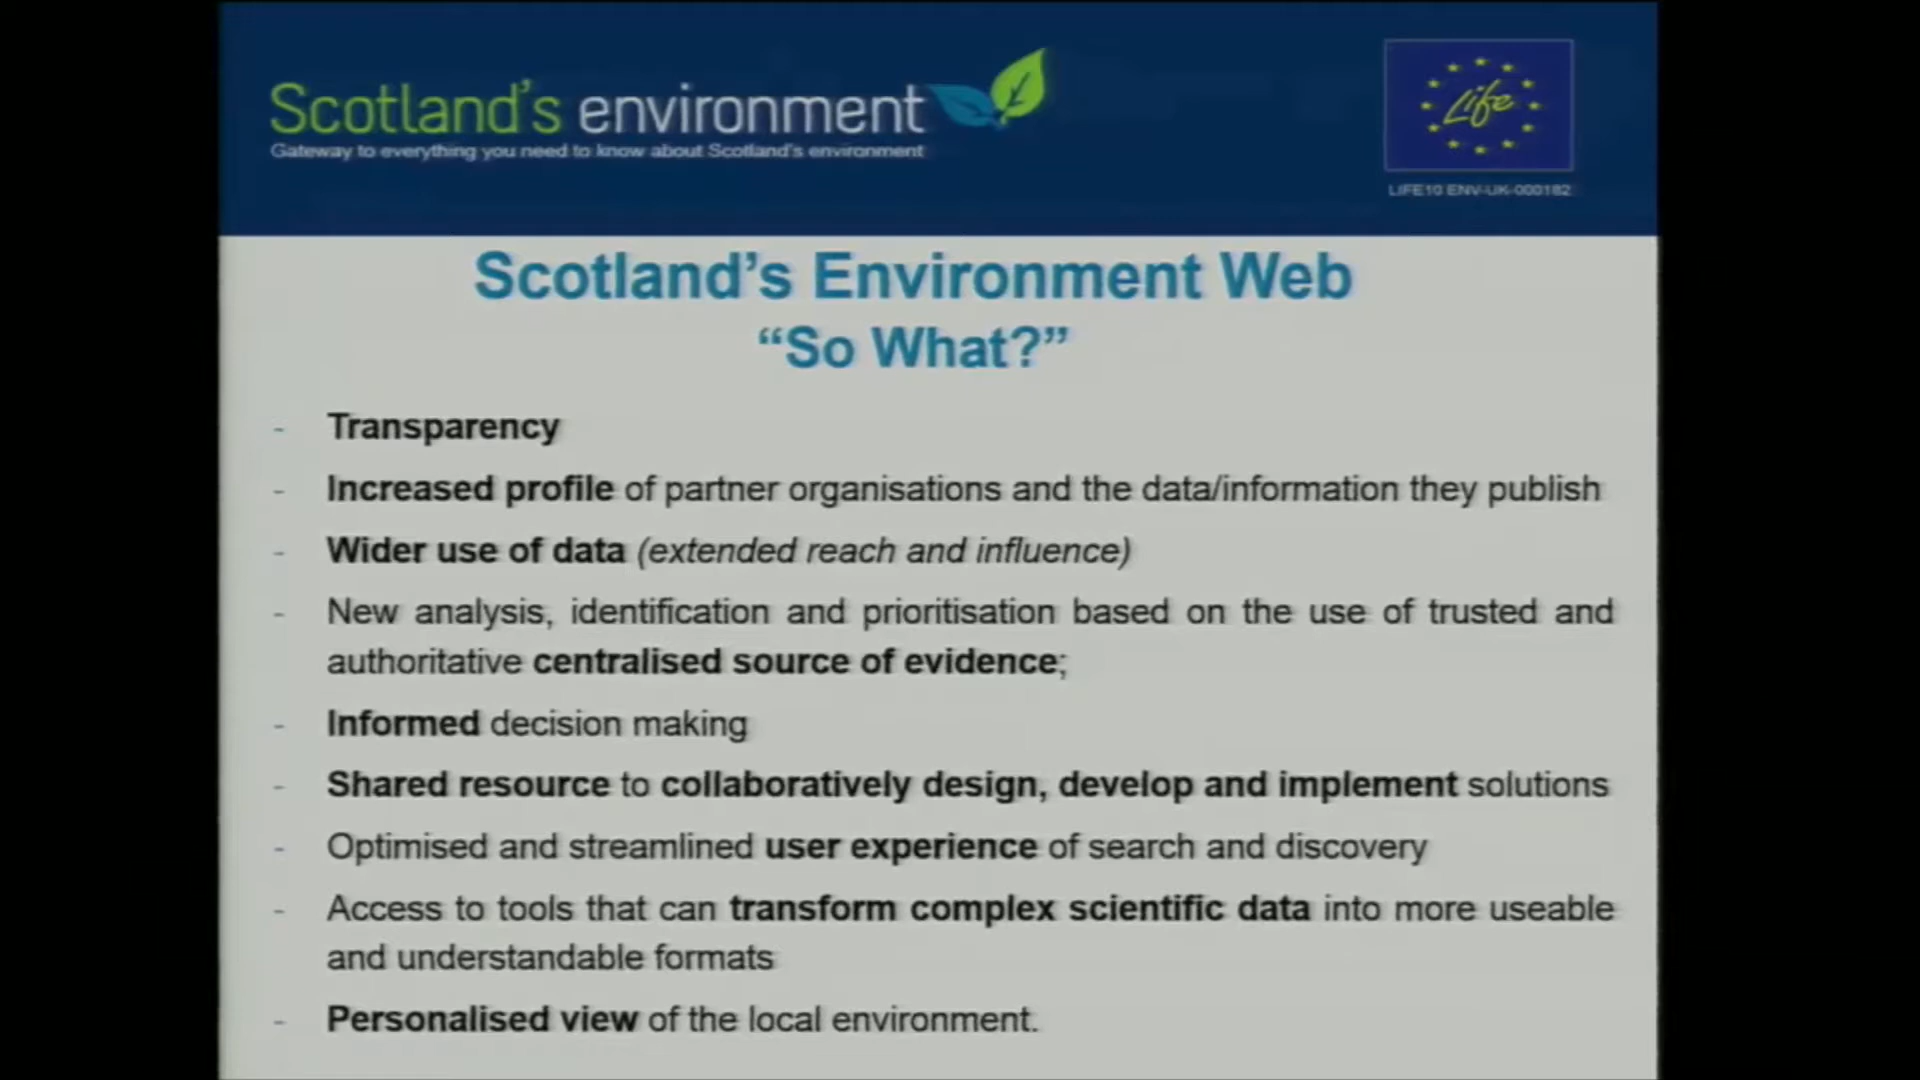 Scotland's environment
Gateway to everything you need to know about Scotland's environment
Life
LIFE10 ENV-UK-000182
Scotland's Environment Web
“So What?”
- Transparency
- Increased profile of partner organisations and the data/information they publish
- Wider use of data (extended reach and influence)
- New analysis, identification and prioritisation based on the use of trusted and
authoritative centralised source of evidence;
- Informed decision making
- Shared resource to collaboratively design, develop and implement solutions
- Optimised and streamlined user experience of search and discovery
- Access to tools that can transform complex scientific data into more useable
and understandable formats
- Personalised view of the local environment.